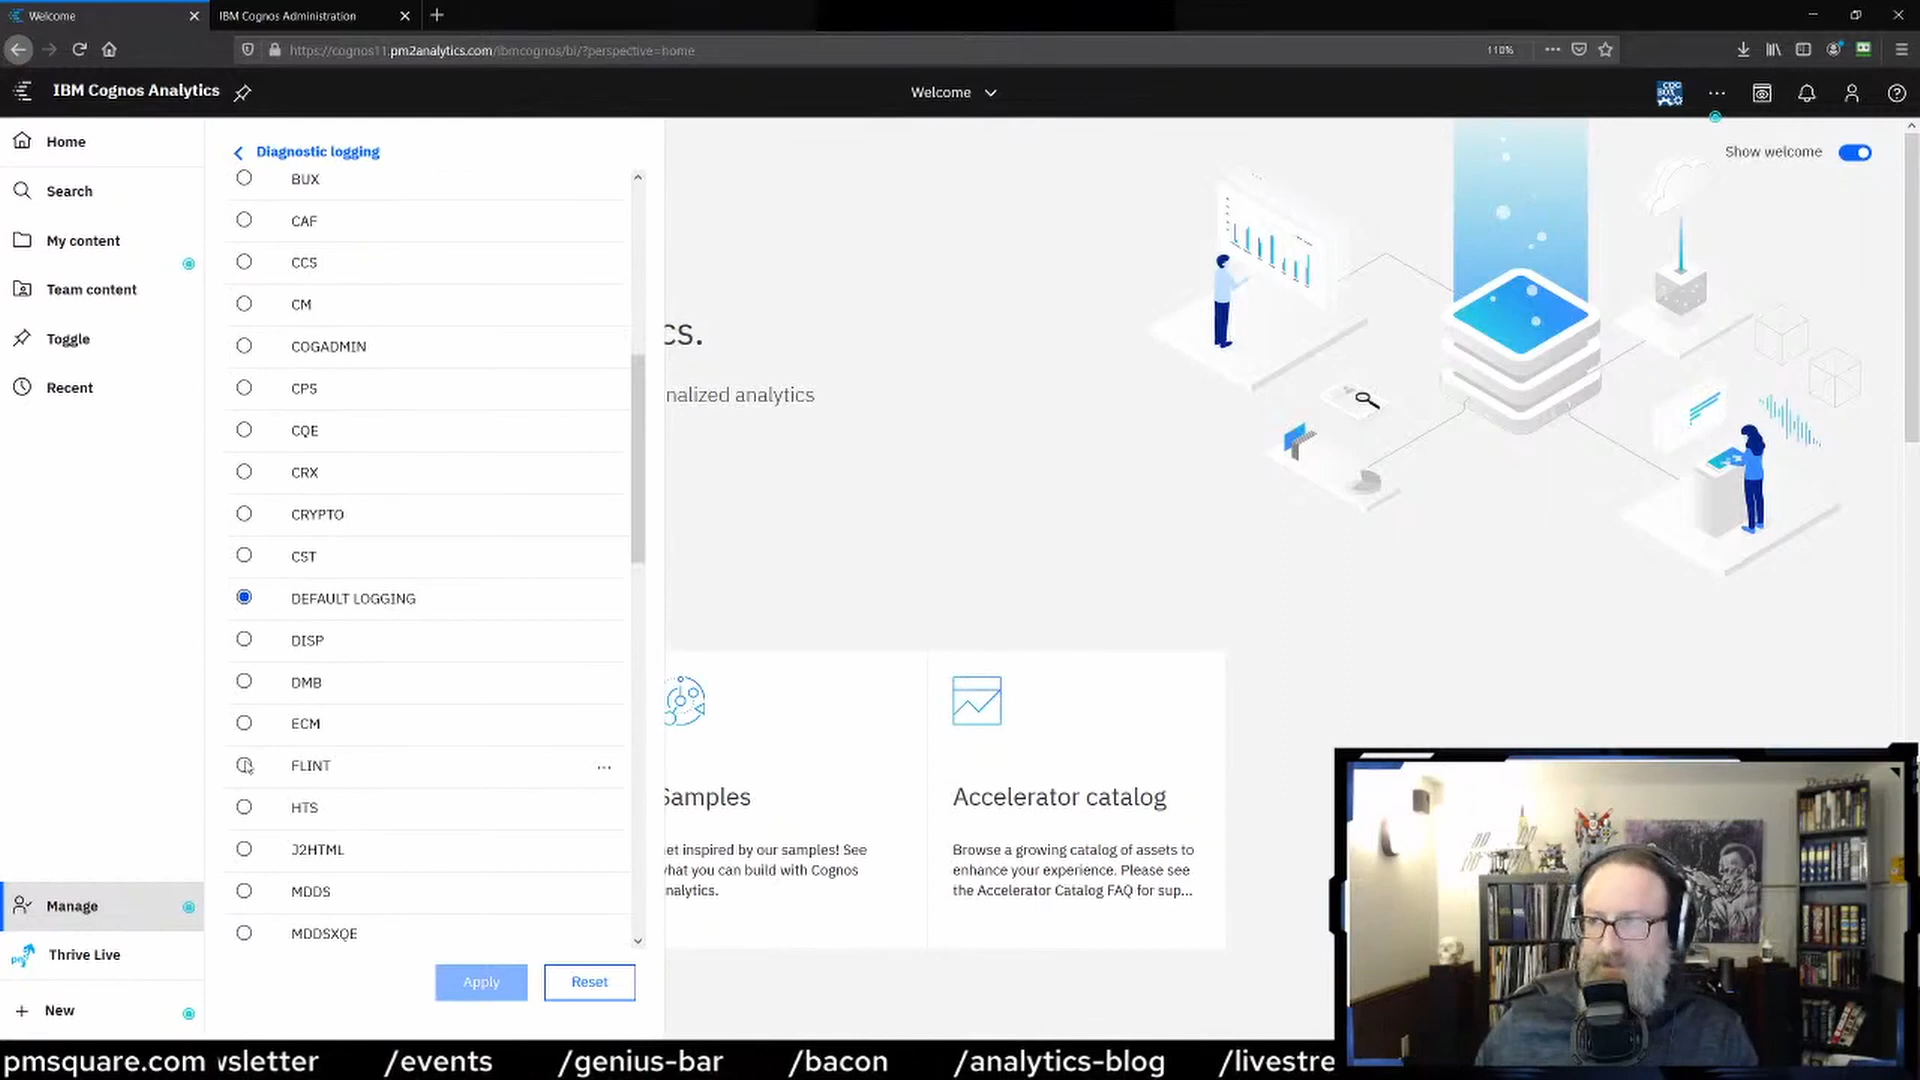 Welcome
IBM Cognos Administration
https://cognos11.pm2analytics.com/ibmcognos/bi/?perspective=home
110%
IBM Cognos Analytics
Welcome
Home
Search
My content
Team content
Toggle
Recent
Manage
Thrive Live
New
Diagnostic logging
BUX
CAF
CCS
CM
COGADMIN
CPS
CQE
CRX
CRYPTO
CST
DEFAULT LOGGING
DISP
DMB
ECM
FLINT
HTS
J2HTML
MDDS
MDDSXQE
Apply
Reset
Show welcome
cs.
nalized analytics
Samples
et inspired by our samples! See
what you can build with Cognos
nalytics.
Accelerator catalog
Browse a growing catalog of assets to
enhance your experience. Please see
the Accelerator Catalog FAQ for sup...
pmsquare.com wsletter /events /genius-bar /bacon /analytics-blog /livestre